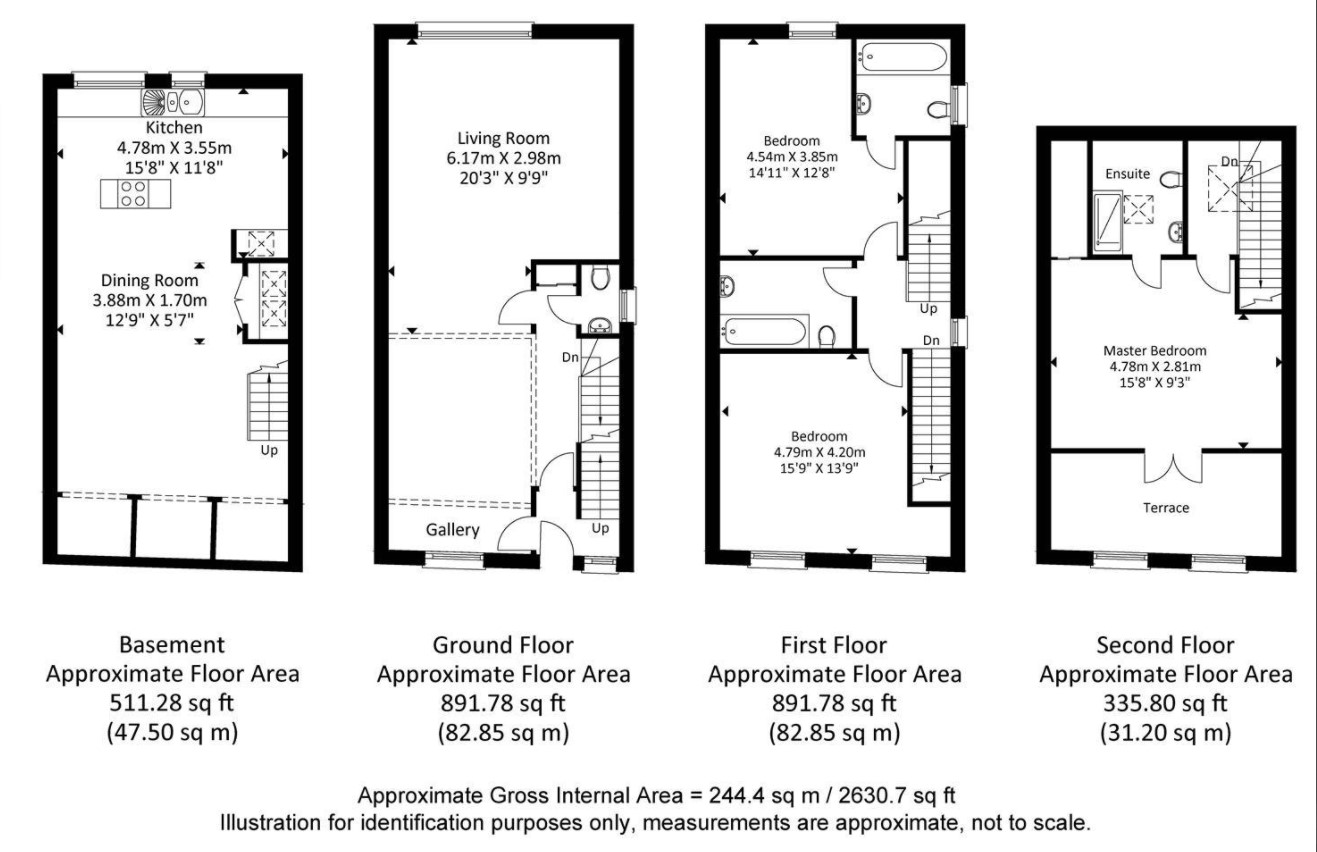 Kitchen
4.78m X 3.55m
15'8" X 11'8"
Dining Room
3.88m X 1.70m
12'9" X 5'7"
Up
Basement
Approximate Floor Area
511.28 sq ft
(47.50 sq m)
Living Room
6.17m X 2.98m
20'3" X 9'9"
Dn
Up
Gallery
Ground Floor
Approximate Floor Area
891.78 sq ft
(82.85 sq m)
Bedroom
4.54m X 3.85m
14'11" X 12'8"
Up
Dn
Bedroom
4.79m X 4.20m
15'9" X 13'9"
First Floor
Approximate Floor Area
891.78 sq ft
(82.85 sq m)
Dn
Ensuite
Master Bedroom
4.78m X 2.81m
15'8" X 9'3"
Terrace
Second Floor
Approximate Floor Area
335.80 sq ft
(31.20 sq m)
Approximate Gross Internal Area = 244.4 sq m / 2630.7 sq ft
Illustration for identification purposes only, measurements are approximate, not to scale.